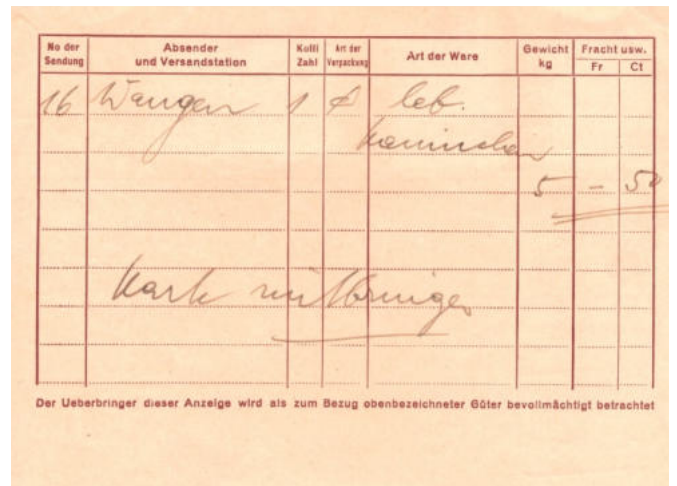 No der Sendung Absender und Versandstation Kolli Zahl Art der Verpackung Art der Ware Gewicht kg Fracht usw. Fr Ct
16 Wangen 1 leb.
Kaninchen
5 - 50
Karte mitbringen
Der Ueberbringer dieser Anzeige wird als zum Bezug obenbezeichneter Güter bevollmächtigt betrachtet